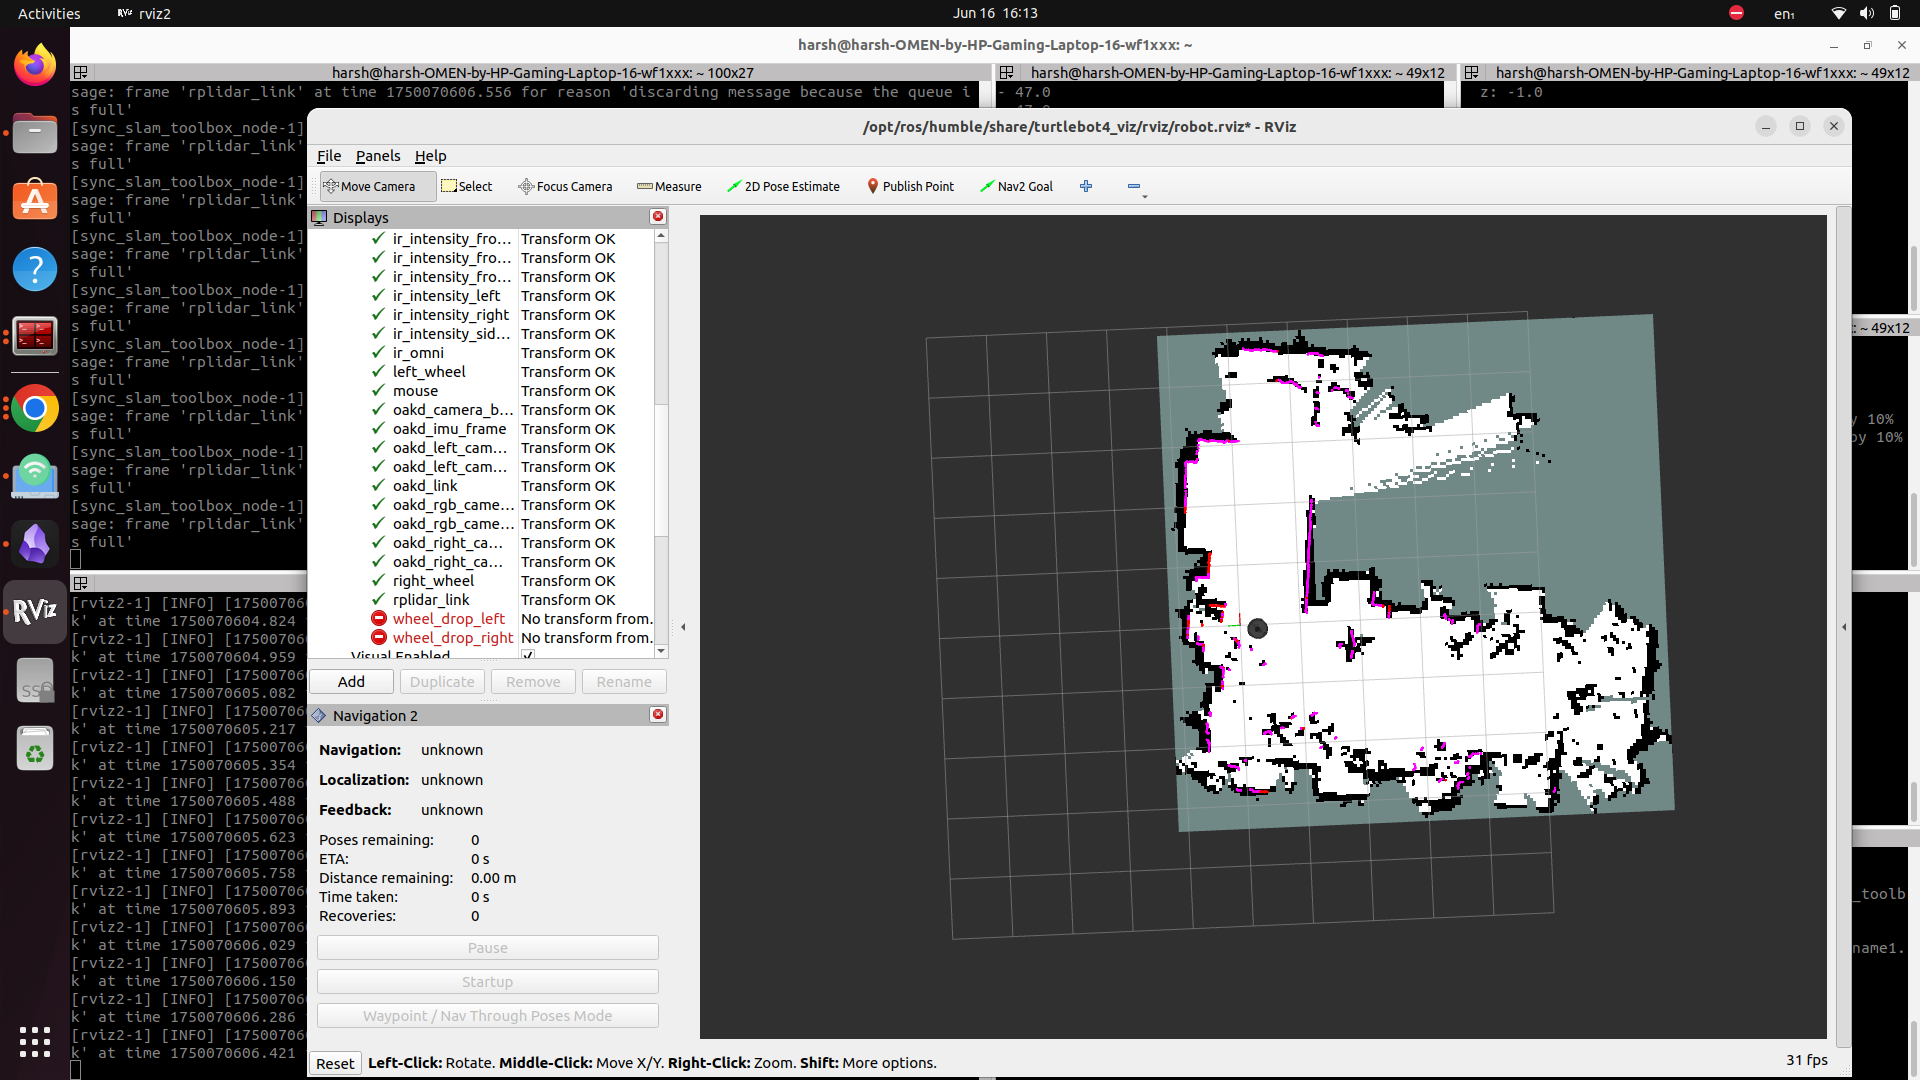 Activities
rviz2
Jun 16 16:13
en₁
harsh@harsh-OMEN-by-HP-Gaming-Laptop-16-wf1xxx: ~
harsh@harsh-OMEN-by-HP-Gaming-Laptop-16-wf1xxx: ~ 100x27
harsh@harsh-OMEN-by-HP-Gaming-Laptop-16-wf1xxx: ~ 49x12
harsh@harsh-OMEN-by-HP-Gaming-Laptop-16-wf1xxx: ~ 49x12
sage: frame 'rplidar_link' at time 1750070606.556 for reason 'discarding message because the queue i
s full'
[sync_slam_toolbox_node-1]
sage: frame 'rplidar_link'
s full'
[sync_slam_toolbox_node-1]
sage: frame 'rplidar_link'
s full'
[sync_slam_toolbox_node-1]
sage: frame 'rplidar_link'
s full'
[sync_slam_toolbox_node-1]
sage: frame 'rplidar_link'
s full'
[sync_slam_toolbox_node-1]
sage: frame 'rplidar_link'
s full'
[sync_slam_toolbox_node-1]
sage: frame 'rplidar_link'
s full'
[sync_slam_toolbox_node-1]
sage: frame 'rplidar_link'
s full'
[sync_slam_toolbox_node-1]
sage: frame 'rplidar_link'
s full'
- 47.0
z: -1.0
: ~ 49x12
y 10%
by 10%
_toolb
name1.
[rviz2-1] [INFO] [17500706
k' at time 1750070604.824
[rviz2-1] [INFO] [17500706
k' at time 1750070604.959
[rviz2-1] [INFO] [17500706
k' at time 1750070605.082
[rviz2-1] [INFO] [17500706
k' at time 1750070605.217
[rviz2-1] [INFO] [17500706
k' at time 1750070605.354
[rviz2-1] [INFO] [17500706
k' at time 1750070605.488
[rviz2-1] [INFO] [17500706
k' at time 1750070605.623
[rviz2-1] [INFO] [17500706
k' at time 1750070605.758
[rviz2-1] [INFO] [17500706
k' at time 1750070605.893
[rviz2-1] [INFO] [17500706
k' at time 1750070606.029
[rviz2-1] [INFO] [17500706
k' at time 1750070606.150
[rviz2-1] [INFO] [17500706
k' at time 1750070606.286
[rviz2-1] [INFO] [17500706
k' at time 1750070606.421
RViz
SSD
/opt/ros/humble/share/turtlebot4_viz/rviz/robot.rviz* - RViz
File Panels Help
Move Camera Select Focus Camera Measure 2D Pose Estimate Publish Point Nav2 Goal
Displays
ir_intensity_fro... Transform OK
ir_intensity_fro... Transform OK
ir_intensity_fro... Transform OK
ir_intensity_left Transform OK
ir_intensity_right Transform OK
ir_intensity_sid... Transform OK
ir_omni Transform OK
left_wheel Transform OK
mouse Transform OK
oakd_camera_b... Transform OK
oakd_imu_frame Transform OK
oakd_left_cam... Transform OK
oakd_left_cam... Transform OK
oakd_link Transform OK
oakd_rgb_came... Transform OK
oakd_rgb_came... Transform OK
oakd_right_ca... Transform OK
oakd_right_ca... Transform OK
right_wheel Transform OK
rplidar_link Transform OK
wheel_drop_left No transform from.
wheel_drop_right No transform from.
Visual Enabled
Add Duplicate Remove Rename
Navigation 2
Navigation: unknown
Localization: unknown
Feedback: unknown
Poses remaining: 0
ETA: 0 s
Distance remaining: 0.00 m
Time taken: 0 s
Recoveries: 0
Pause
Startup
Waypoint / Nav Through Poses Mode
Reset Left-Click: Rotate. Middle-Click: Move X/Y. Right-Click: Zoom. Shift: More options.
31 fps